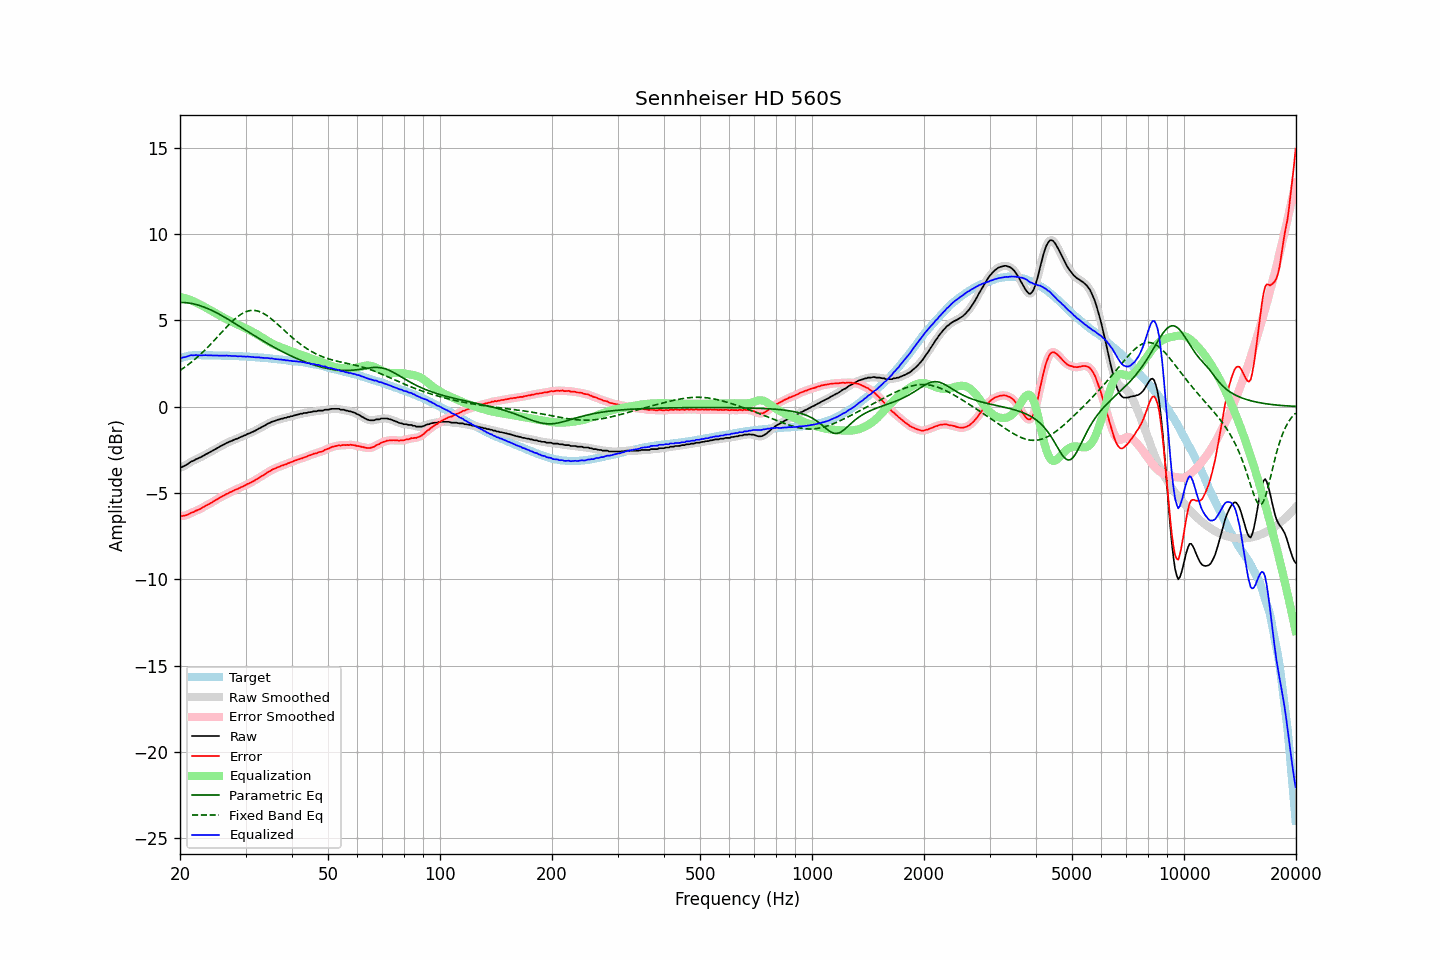 Sennheiser HD 560S
Amplitude (dBr)
15
10
5
0
−5
−10
−15
−20
−25
Target
Raw Smoothed
Error Smoothed
Raw
Error
Equalization
Parametric Eq
Fixed Band Eq
Equalized
20 50 100 200 500 1000 2000 5000 10000 20000
Frequency (Hz)